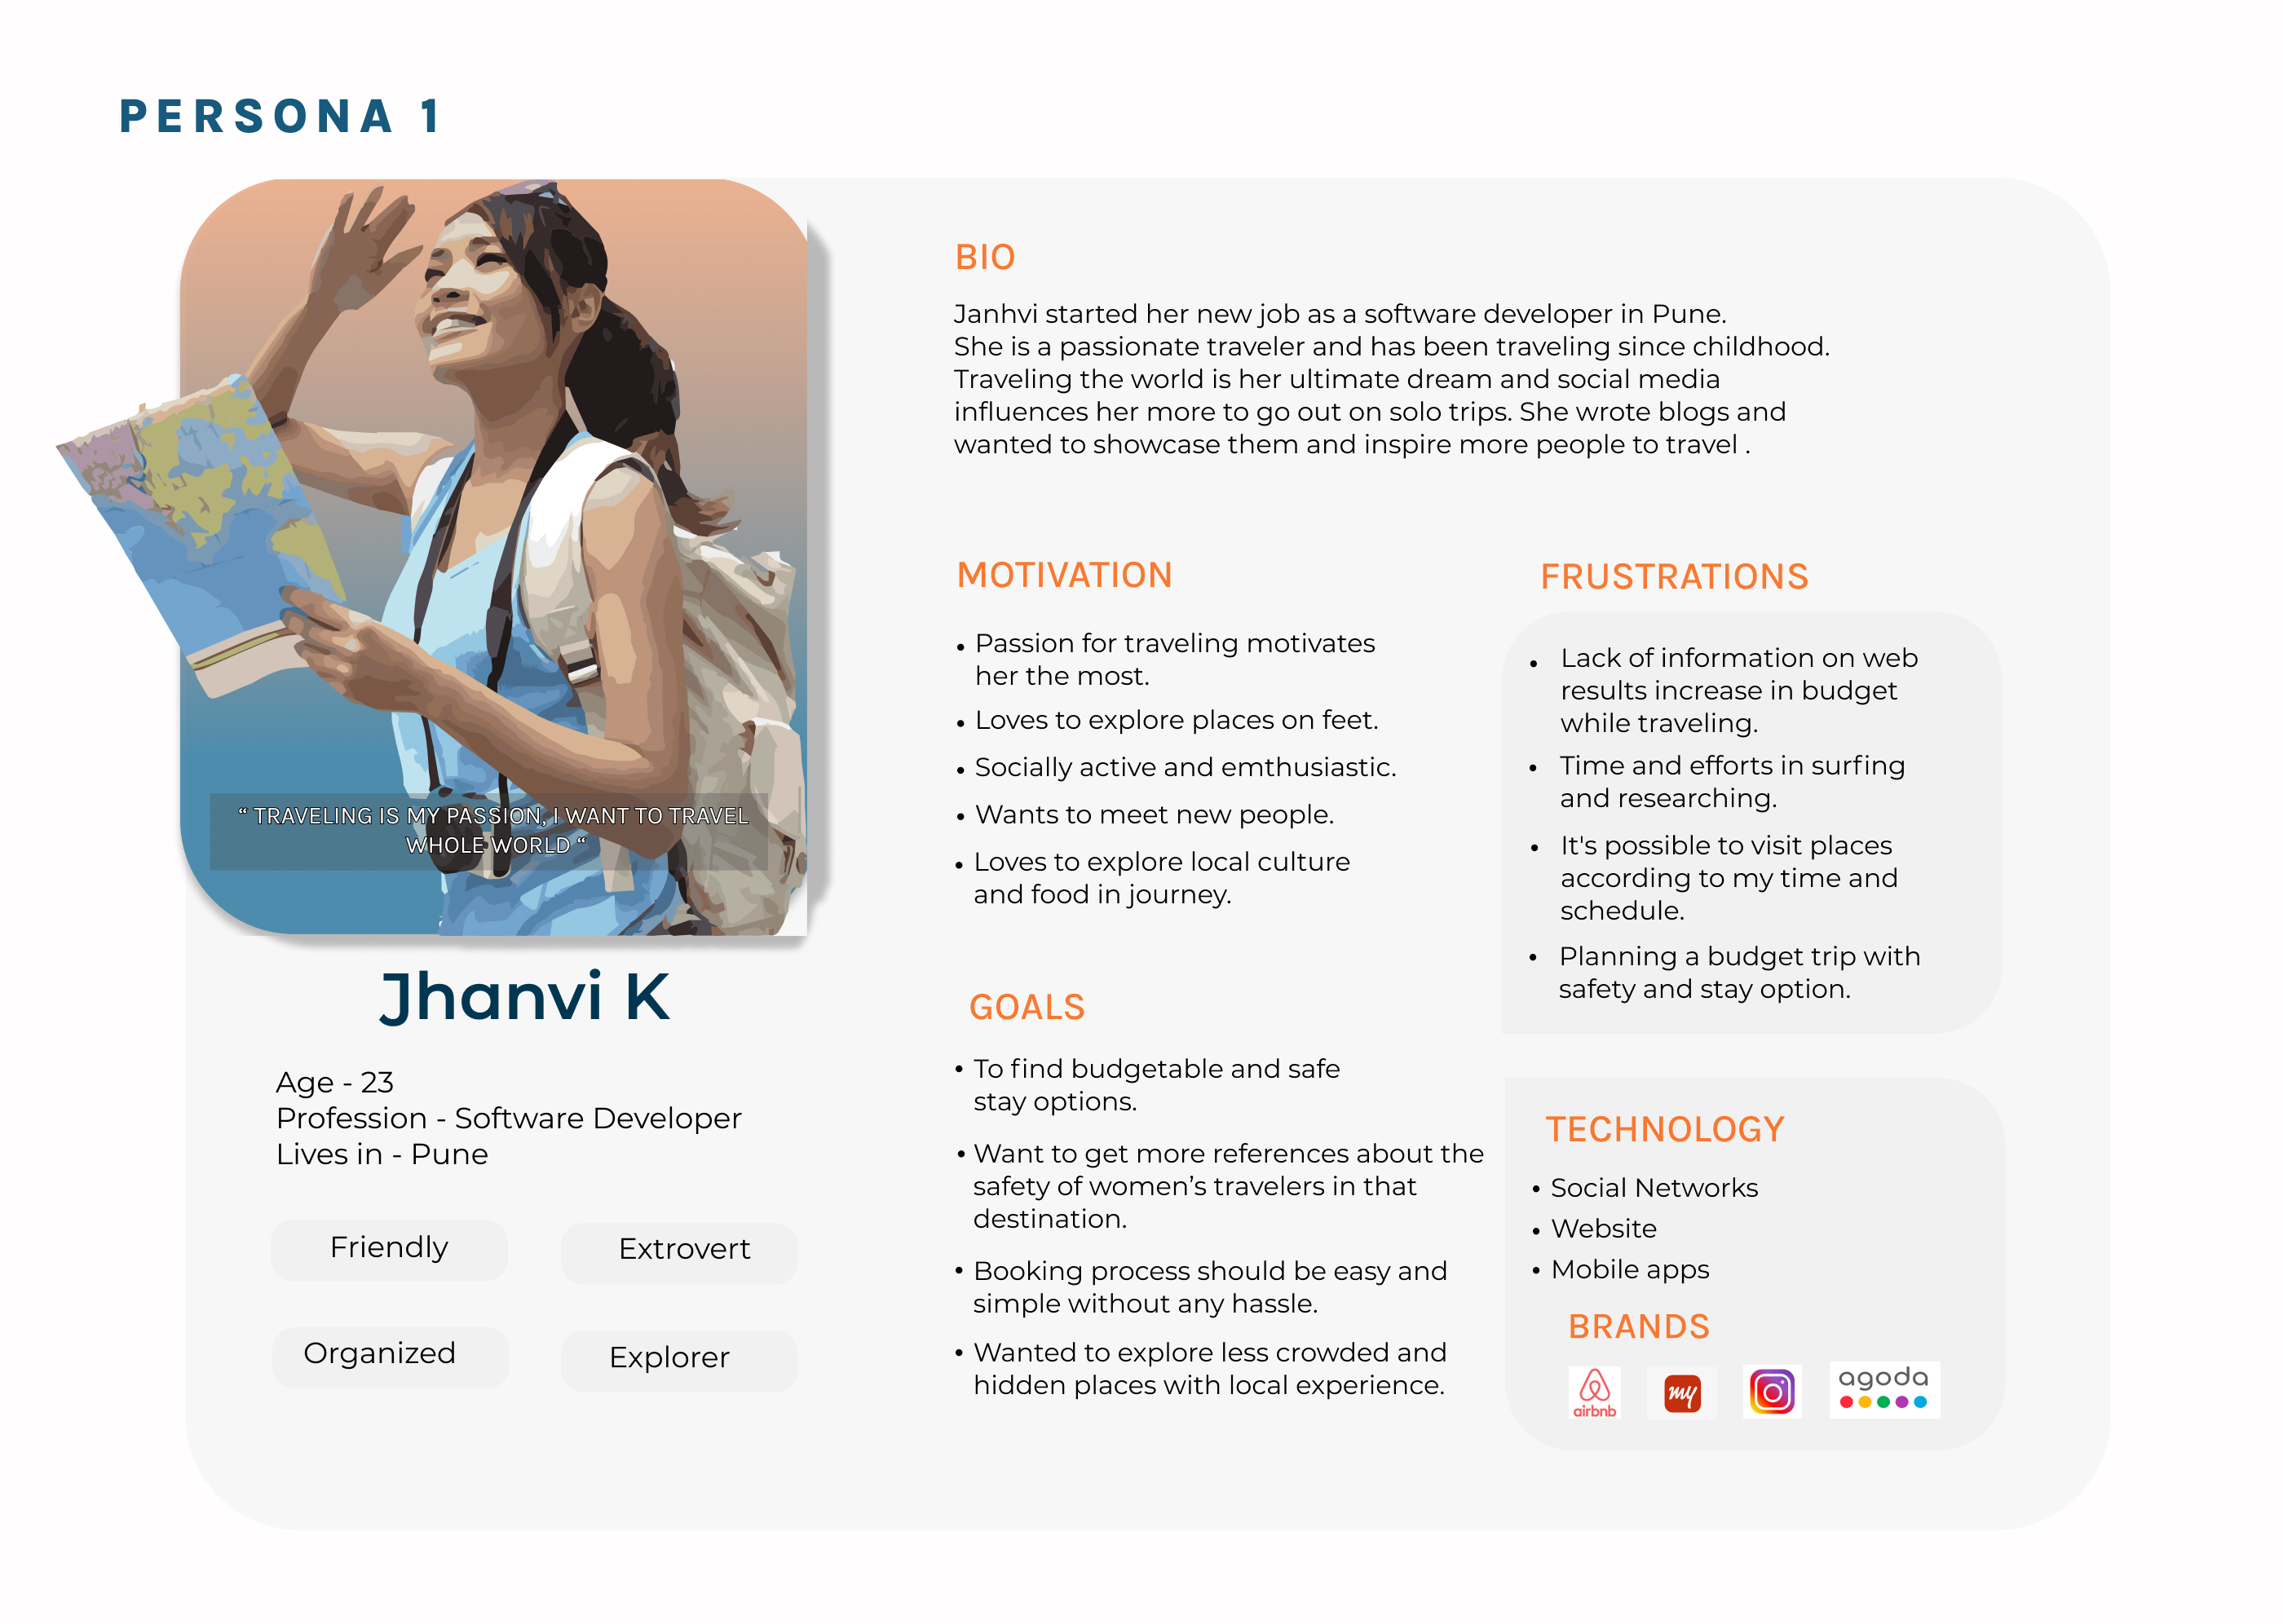 PERSONA 1
“ TRAVELING IS MY PASSION, I WANT TO TRAVEL
WHOLE WORLD “
Jhanvi K
Age - 23
Profession - Software Developer
Lives in - Pune
Friendly
Extrovert
Organized
Explorer
BIO
Janhvi started her new job as a software developer in Pune.
She is a passionate traveler and has been traveling since childhood.
Traveling the world is her ultimate dream and social media
influences her more to go out on solo trips. She wrote blogs and
wanted to showcase them and inspire more people to travel .
MOTIVATION
• Passion for traveling motivates
her the most.
• Loves to explore places on feet.
• Socially active and emthusiastic.
• Wants to meet new people.
• Loves to explore local culture
and food in journey.
GOALS
• To find budgetable and safe
stay options.
• Want to get more references about the
safety of women’s travelers in that
destination.
• Booking process should be easy and
simple without any hassle.
• Wanted to explore less crowded and
hidden places with local experience.
FRUSTRATIONS
• Lack of information on web
results increase in budget
while traveling.
• Time and efforts in surfing
and researching.
• It's possible to visit places
according to my time and
schedule.
• Planning a budget trip with
safety and stay option.
TECHNOLOGY
• Social Networks
• Website
• Mobile apps
BRANDS
airbnb
my
agoda